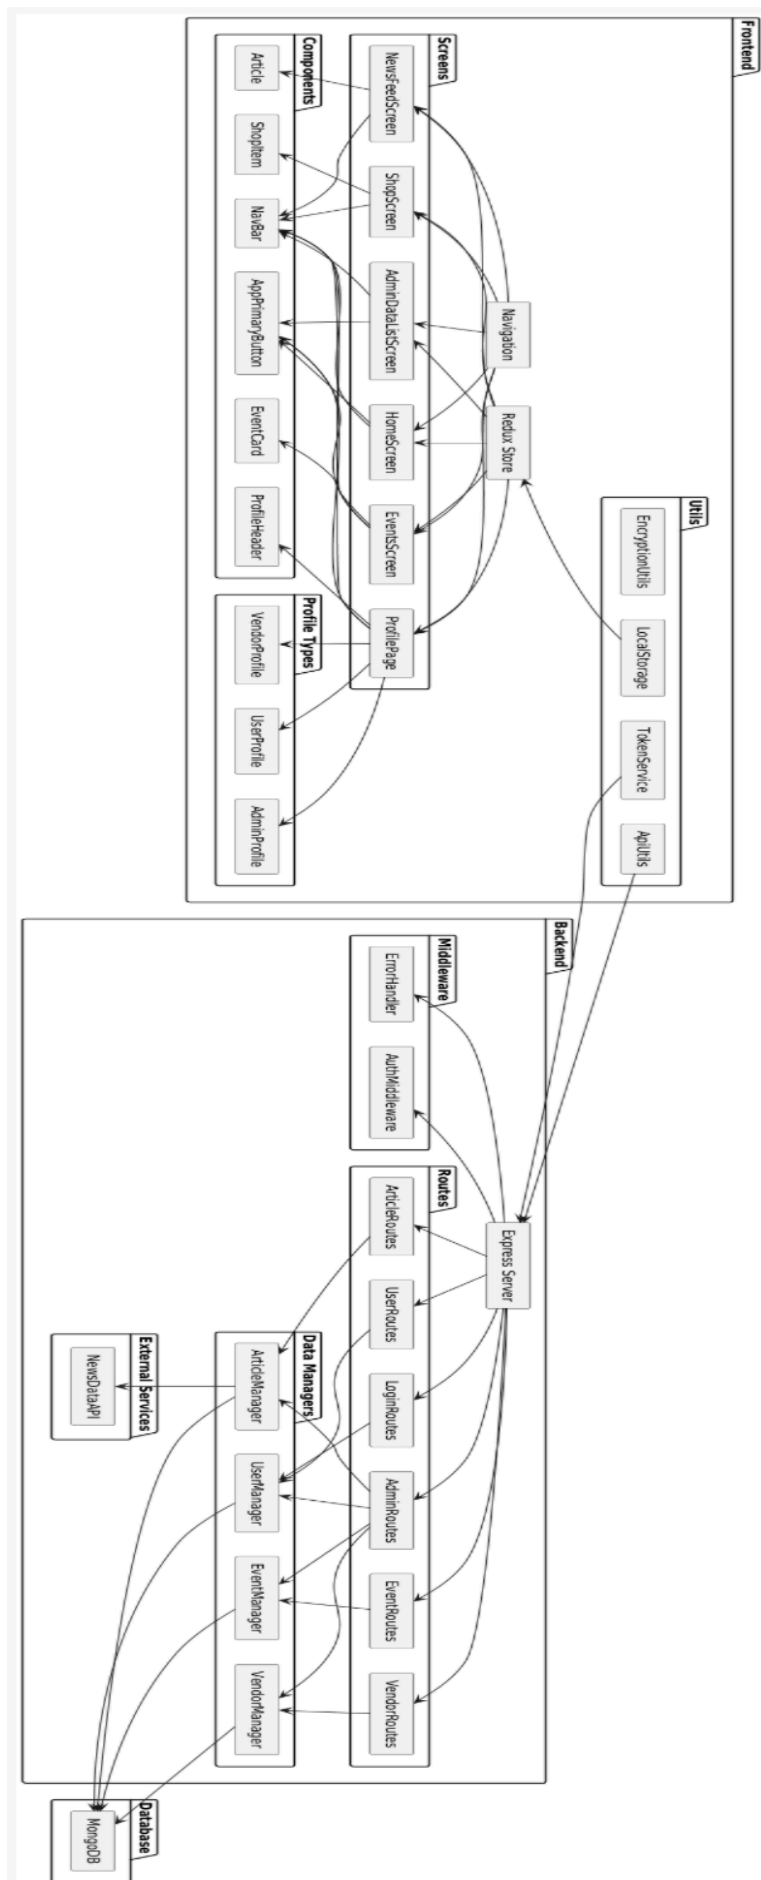 Frontend
Utils
EncryptionUtils
LocalStorage
TokenService
ApiUtils
Navigation
Redux Store
Screens
NewsFeedScreen
ShopScreen
AdminDataListScreen
HomeScreen
EventsScreen
ProfilePage
Components
Article
ShopItem
NavBar
AppPrimaryButton
EventCard
ProfileHeader
Profile Types
VendorProfile
UserProfile
AdminProfile
Backend
Express Server
Middleware
ErrorHandler
AuthMiddleware
Routes
ArticleRoutes
UserRoutes
LoginRoutes
AdminRoutes
EventRoutes
VendorRoutes
Data Managers
ArticleManager
UserManager
EventManager
VendorManager
External Services
NewsDataAPI
Database
MongoDB